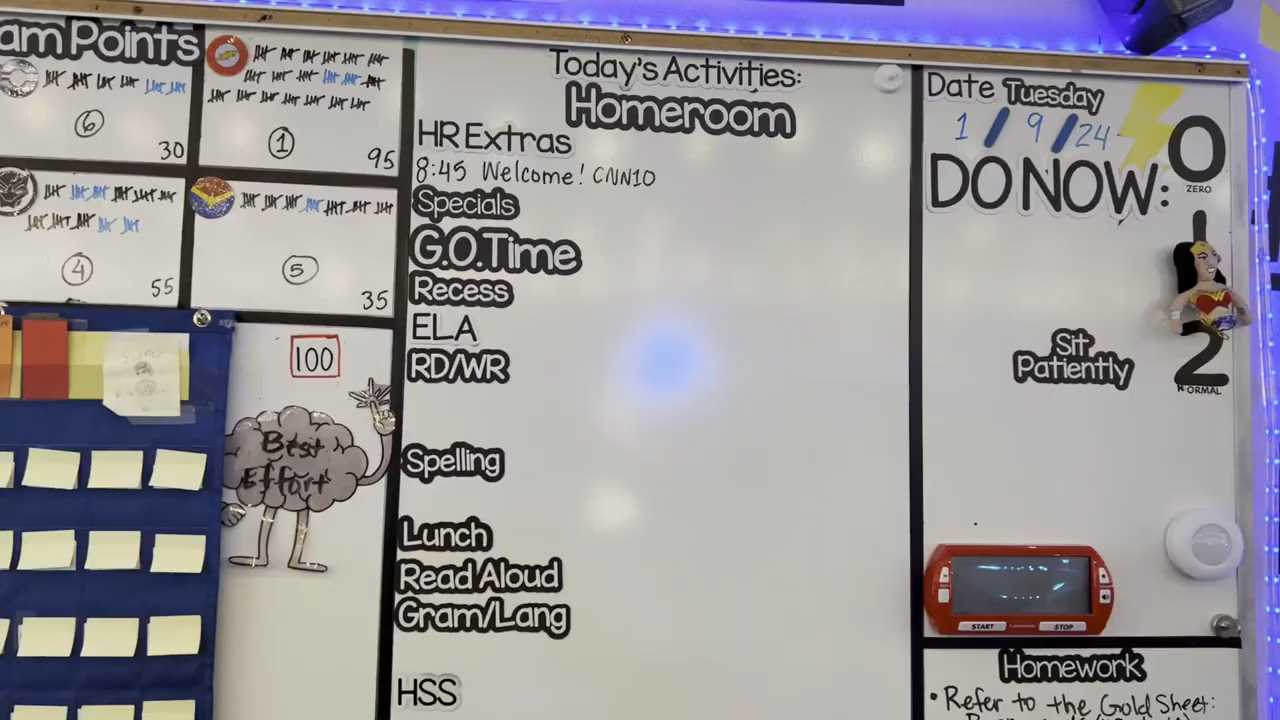 am Points
6
30
1
95
4
55
5
35
100
Best
Effort
Super
Today's Activities:
Homeroom
HR Extras
8:45 Welcome! CNN10
Specials
G.O.Time
Recess
ELA
RD/WR
Spelling
Lunch
Read Aloud
Gram/Lang
HSS
Date Tuesday
1/9/24
DO NOW:
0
ZERO
1
Sit
Patiently
2
NORMAL
START
STOP
Homework
• Refer to the Gold Sheet: